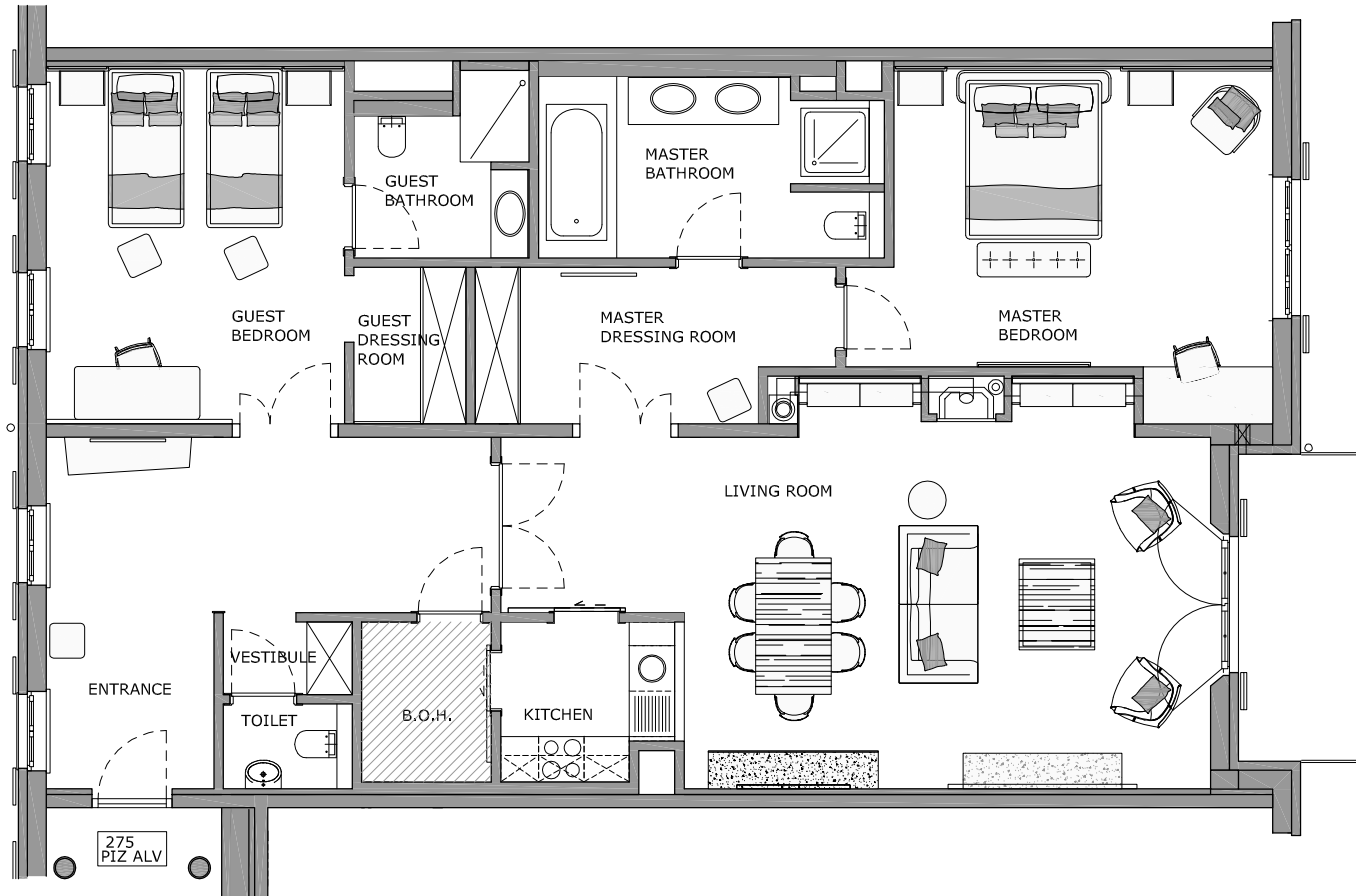 MASTER
BATHROOM
GUEST
BATHROOM
GUEST
BEDROOM
GUEST
DRESSING
ROOM
MASTER
DRESSING ROOM
MASTER
BEDROOM
LIVING ROOM
VESTIBULE
ENTRANCE
TOILET
B.O.H.
KITCHEN
275
PIZ ALV